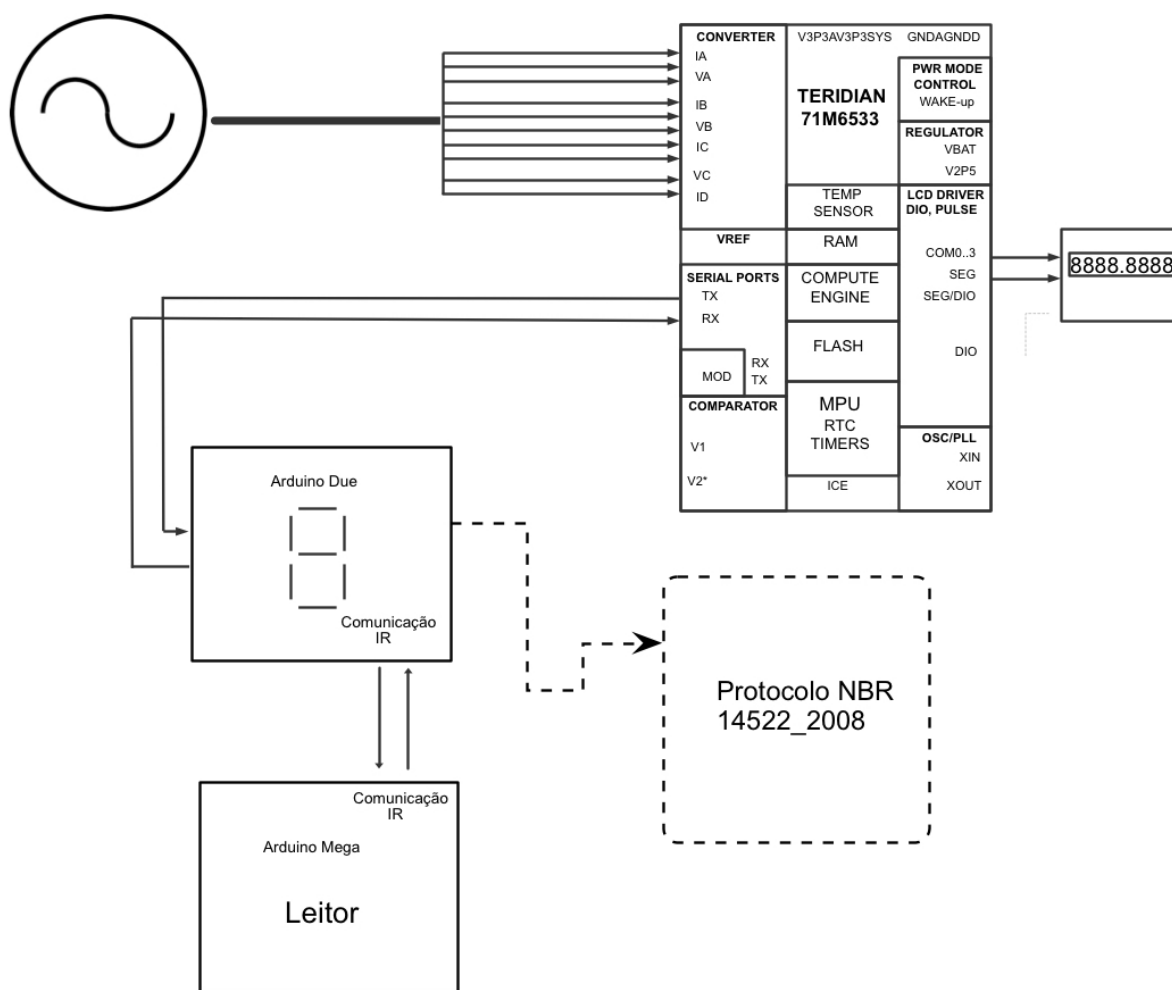 CONVERTER
IA
VA
IB
VB
IC
VC
ID
V3P3AV3P3SYS GNDAGNDD
TERIDIAN
71M6533
PWR MODE
CONTROL
WAKE-up
REGULATOR
VBAT
V2P5
TEMP
SENSOR
LCD DRIVER
DIO, PULSE
COM0..3
SEG
SEG/DIO
DIO
8888.8888
VREF
RAM
SERIAL PORTS
TX
RX
COMPUTE
ENGINE
FLASH
MOD
RX
TX
COMPARATOR
V1
V2*
MPU
RTC
TIMERS
ICE
OSC/PLL
XIN
XOUT
Arduino Due
Comunicação
IR
Protocolo NBR
14522_2008
Comunicação
IR
Arduino Mega
Leitor